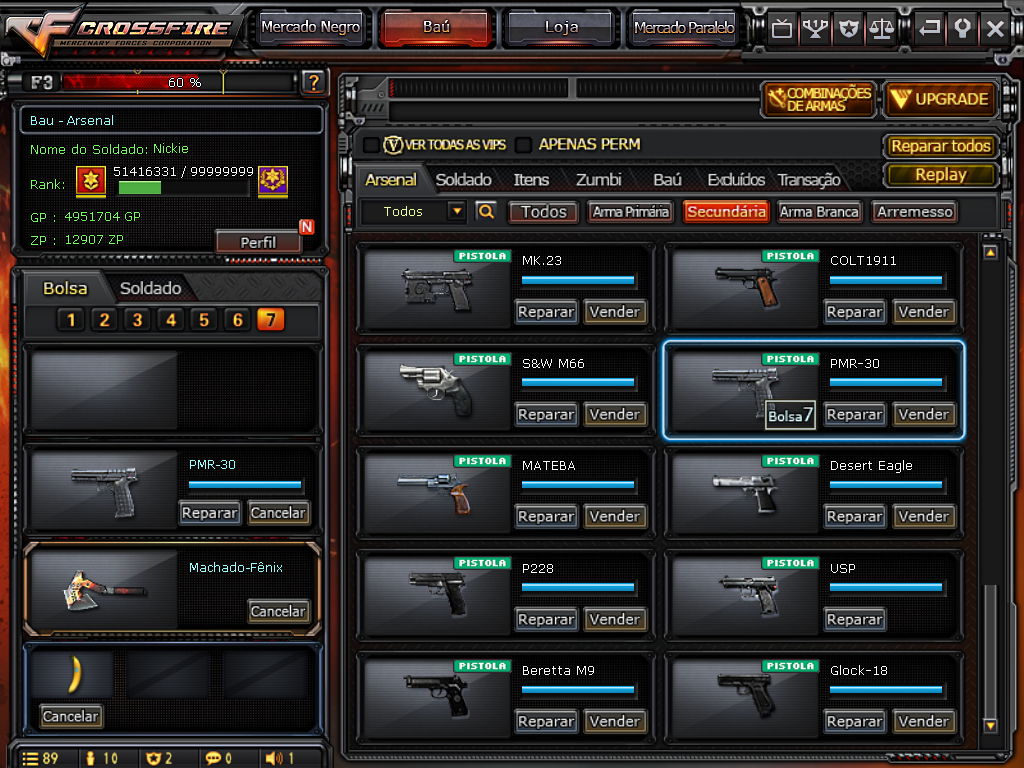 CROSSFIRE
MERCENARY FORCES CORPORATION
Mercado Negro
Baú
Loja
Mercado Paralelo
F3
60 %
?
Bau - Arsenal
Nome do Soldado: Nickie
Rank:
51416331 / 99999999
GP : 4951704 GP
ZP : 12907 ZP
N
Perfil
Bolsa
Soldado
1 2 3 4 5 6 7
PMR-30
Reparar
Cancelar
Machado-Fênix
Cancelar
Cancelar
89
10
2
0
1
COMBINAÇÕES
DE ARMAS
UPGRADE
V VER TODAS AS VIPS
APENAS PERM
Reparar todos
Replay
Arsenal
Soldado
Itens
Zumbi
Baú
Excluídos
Transação
Todos
Todos
Arma Primária
Secundária
Arma Branca
Arremesso
PISTOLA
MK.23
Reparar
Vender
PISTOLA
COLT1911
Reparar
Vender
PISTOLA
S&W M66
Reparar
Vender
PISTOLA
PMR-30
Bolsa7
Reparar
Vender
PISTOLA
MATEBA
Reparar
Vender
PISTOLA
Desert Eagle
Reparar
Vender
PISTOLA
P228
Reparar
Vender
PISTOLA
USP
Reparar
PISTOLA
Beretta M9
Reparar
Vender
PISTOLA
Glock-18
Reparar
Vender